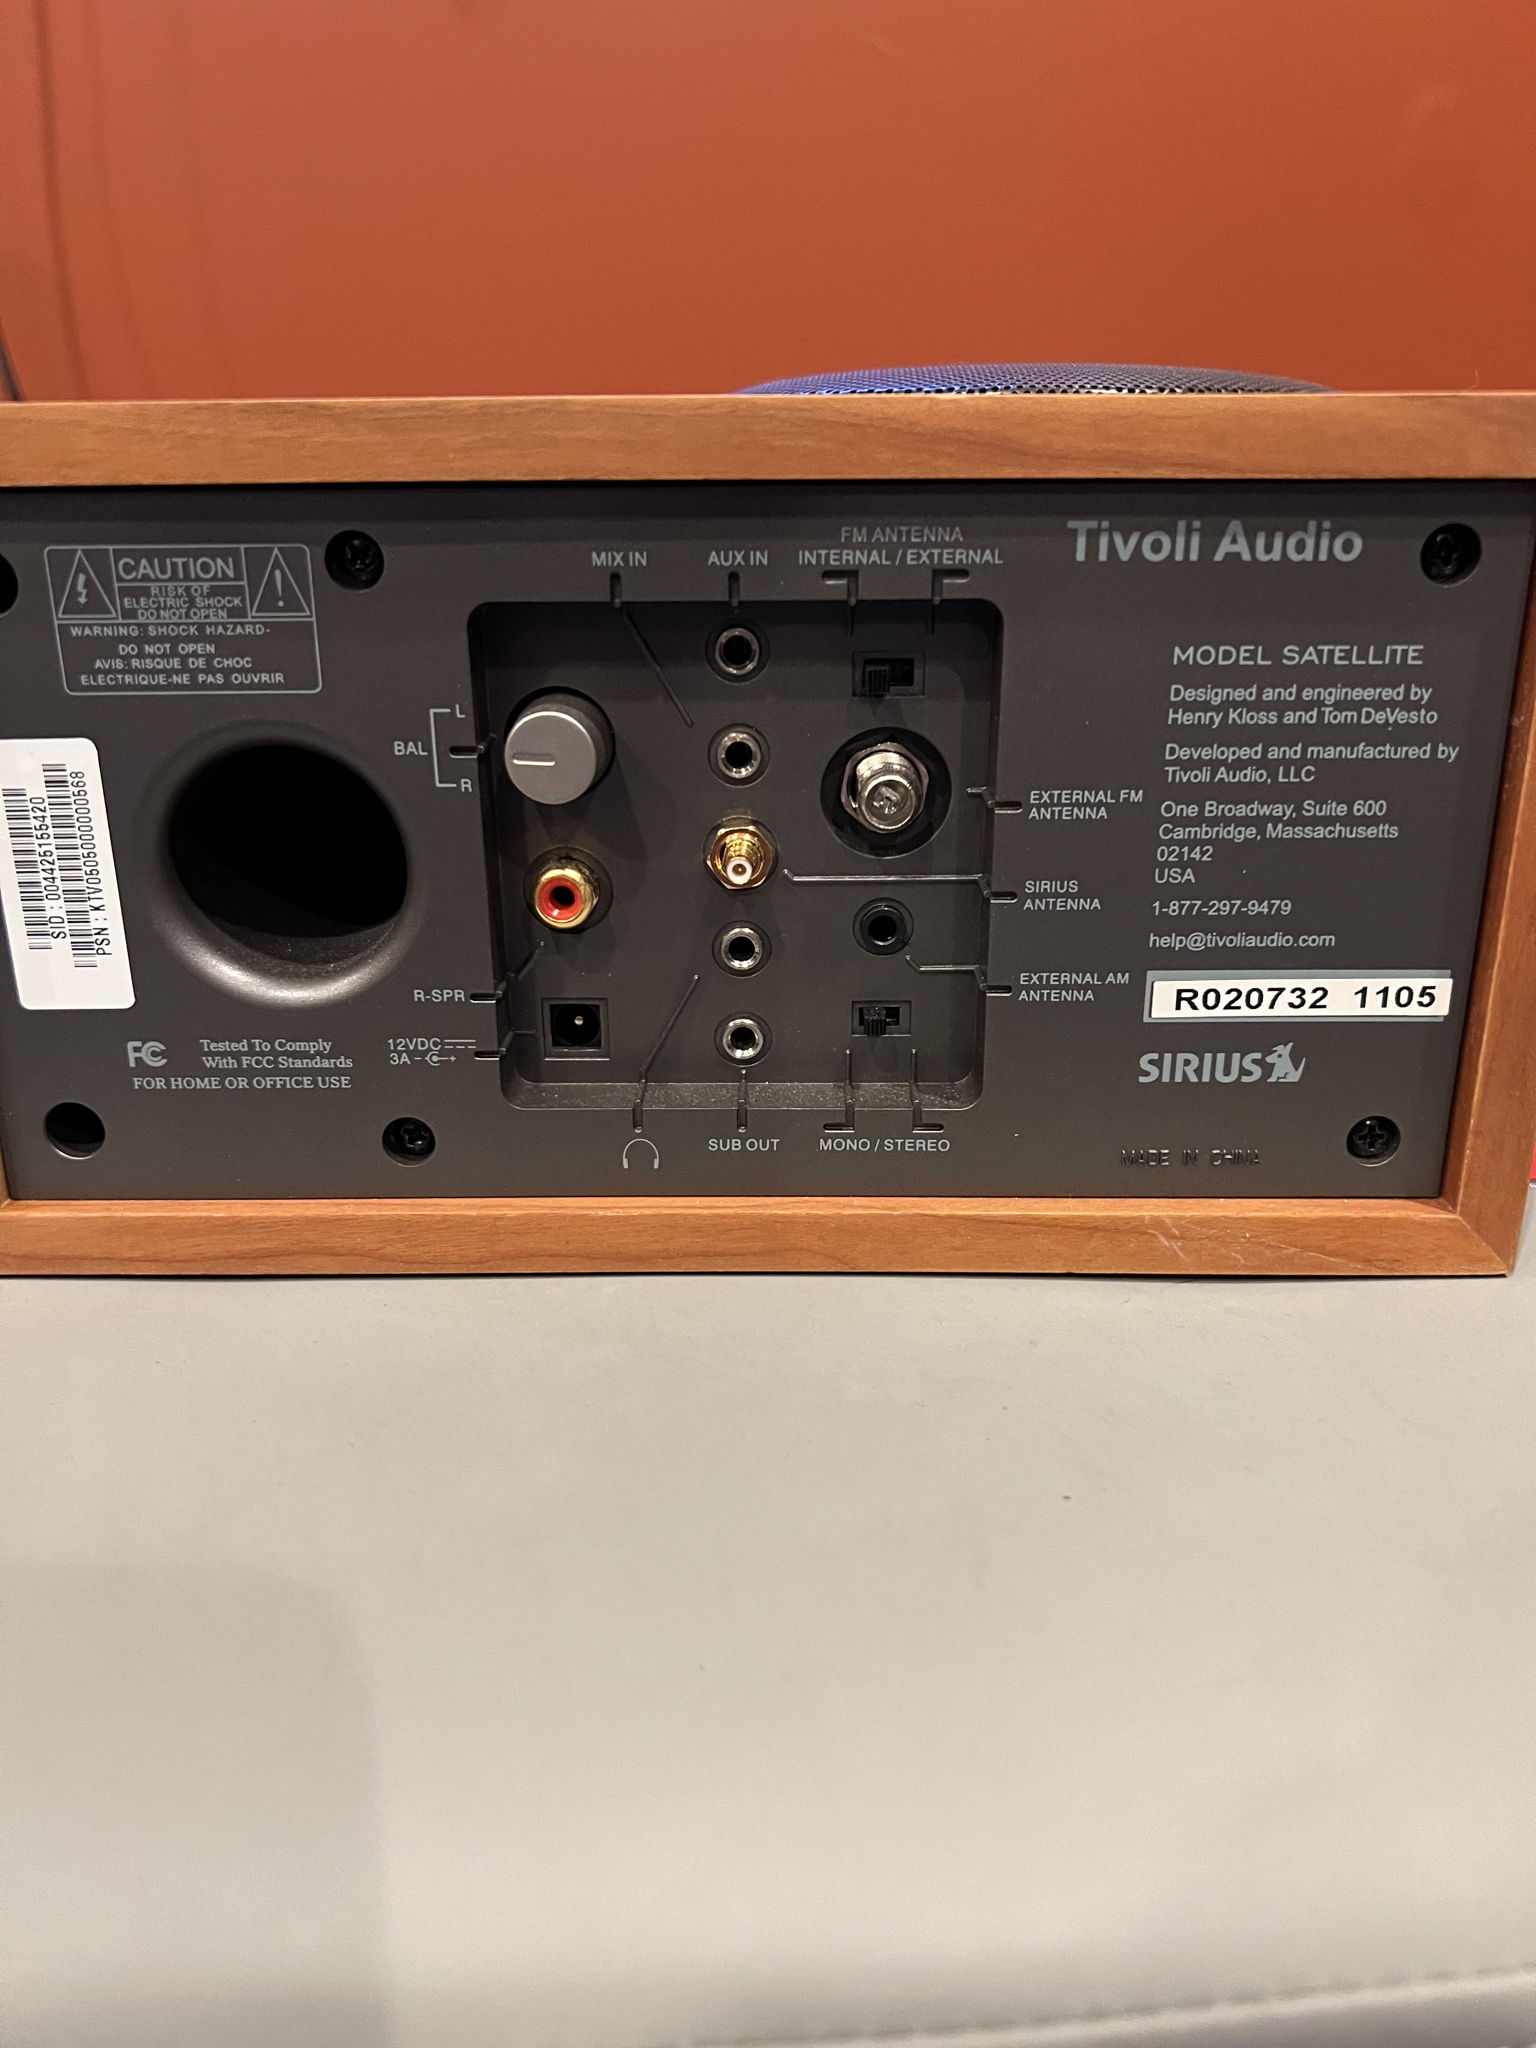 Tivoli Audio
CAUTION
RISK OF
ELECTRIC SHOCK
DO NOT OPEN
WARNING: SHOCK HAZARD-
DO NOT OPEN
AVIS: RISQUE DE CHOC
ELECTRIQUE-NE PAS OUVRIR
SID : 004425155420
PSN : KTV0505000000568
FC
Tested To Comply
With FCC Standards
FOR HOME OR OFFICE USE
MIX IN
AUX IN
FM ANTENNA
INTERNAL / EXTERNAL
L
BAL
R
R-SPR
12VDC
3A - +
SUB OUT
MONO / STEREO
EXTERNAL FM
ANTENNA
SIRIUS
ANTENNA
EXTERNAL AM
ANTENNA
MODEL SATELLITE
Designed and engineered by
Henry Kloss and Tom DeVesto
Developed and manufactured by
Tivoli Audio, LLC
One Broadway, Suite 600
Cambridge, Massachusetts
02142
USA
1-877-297-9479
help@tivoliaudio.com
R020732 1105
SIRIUS
MADE IN CHINA